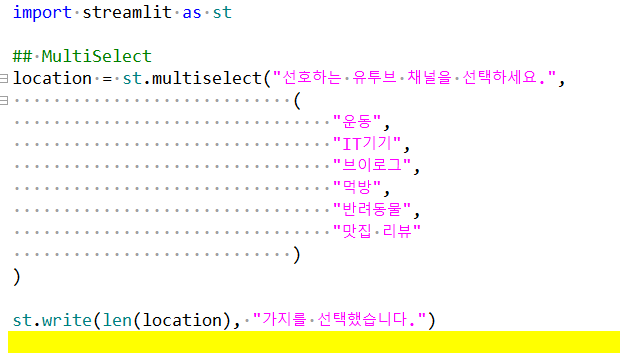 import streamlit as st
## MultiSelect
location = st.multiselect("선호하는 유투브 채널을 선택하세요.",
(
"운동",
"IT기기",
"브이로그",
"먹방",
"반려동물",
"맛집 리뷰"
)
)
st.write(len(location), "가지를 선택했습니다.")